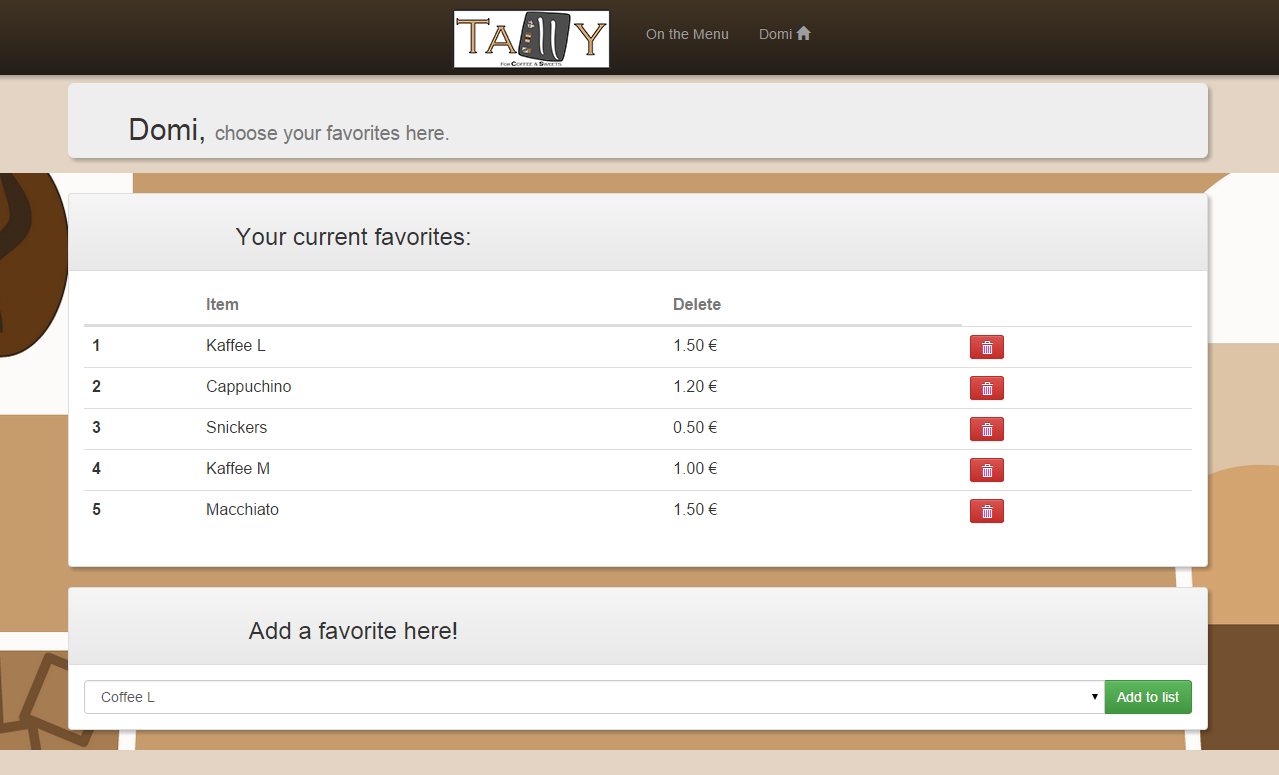 TALLY
FOR COFFEE & SWEETS
On the Menu
Domi
Domi, choose your favorites here.
Your current favorites:
Item Delete
1 Kaffee L 1.50 €
2 Cappuchino 1.20 €
3 Snickers 0.50 €
4 Kaffee M 1.00 €
5 Macchiato 1.50 €
Add a favorite here!
Coffee L Add to list